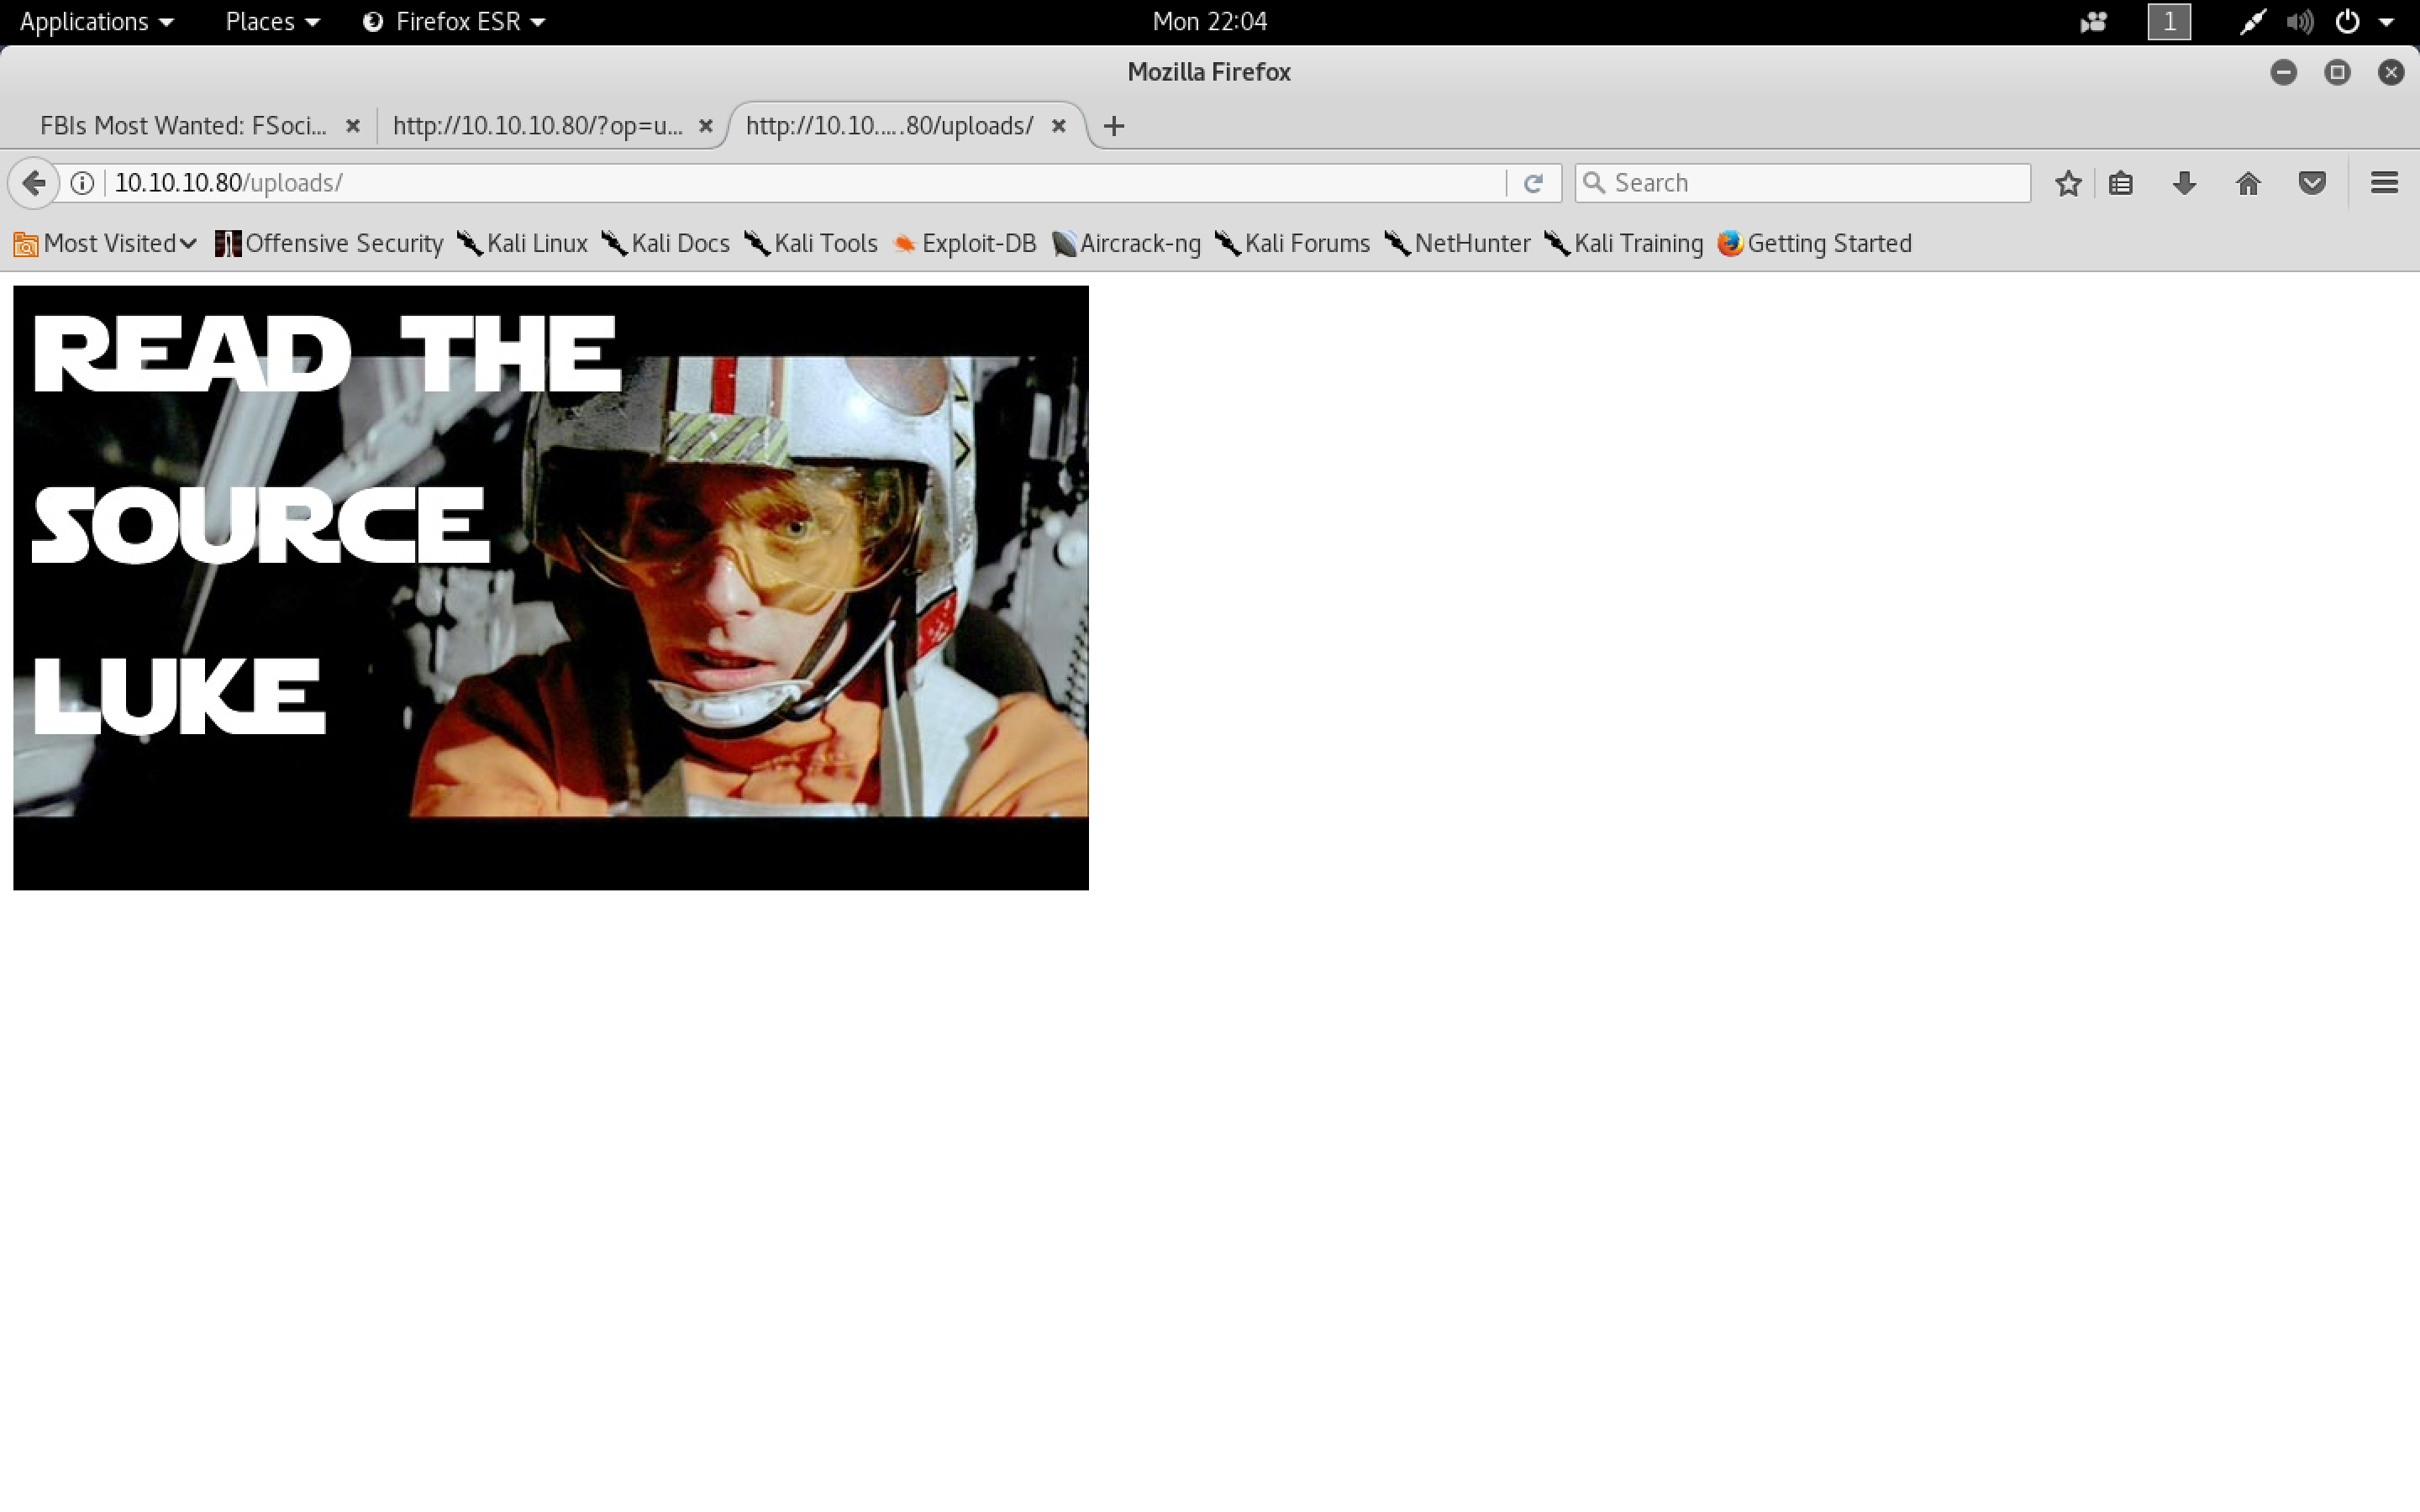 Applications Places Firefox ESR Mon 22:04 1
Mozilla Firefox
FBIs Most Wanted: FSoci... http://10.10.10.80/?op=u... http://10.10.....80/uploads/
10.10.10.80/uploads/ Search
Most Visited Offensive Security Kali Linux Kali Docs Kali Tools Exploit-DB Aircrack-ng Kali Forums NetHunter Kali Training Getting Started
READ THE
SOURCE
LUKE